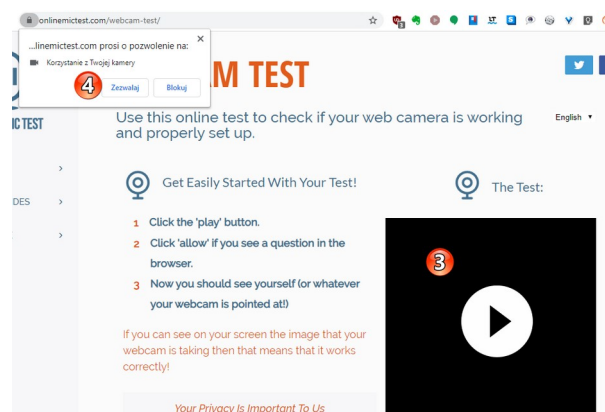 onlinemictest.com/webcam-test/
...linemictest.com prosi o pozwolenie na:
Korzystanie z Twojej kamery
4
Zezwalaj Blokuj
M TEST
IC TEST
DES
Use this online test to check if your web camera is working
and properly set up.
English
Get Easily Started With Your Test!
1 Click the 'play' button.
2 Click 'allow' if you see a question in the
browser.
3 Now you should see yourself (or whatever
your webcam is pointed at!)
If you can see on your screen the image that your
webcam is taking then that means that it works
correctly!
Your Privacy Is Important To Us
The Test:
3